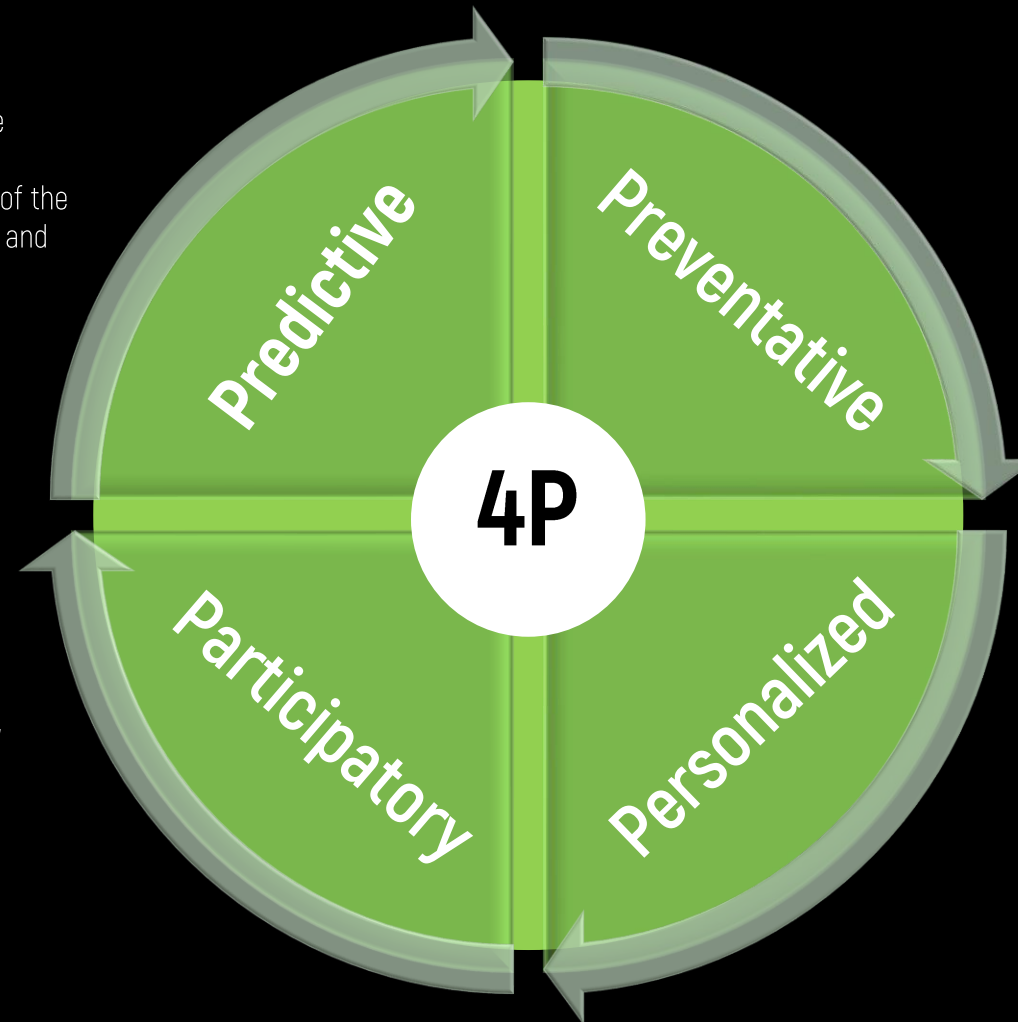 e
of the
and
Predictive
Preventative
4P
Participatory
Personalized